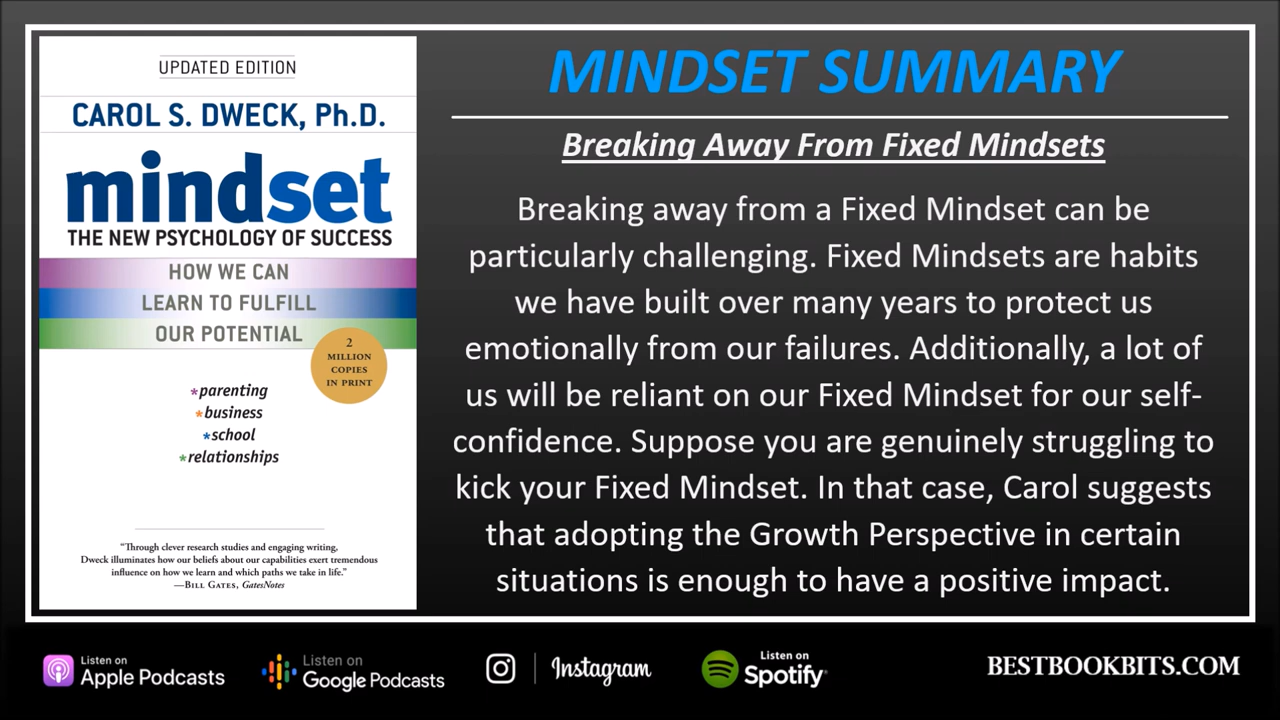 UPDATED EDITION
CAROL S. DWECK, Ph.D.
mindset
THE NEW PSYCHOLOGY OF SUCCESS
HOW WE CAN
LEARN TO FULFILL
OUR POTENTIAL
2
MILLION
COPIES
IN PRINT
*parenting
*business
*school
*relationships
“Through clever research studies and engaging writing,
Dweck illuminates how our beliefs about our capabilities exert tremendous
influence on how we learn and which paths we take in life.”
—BILL GATES, GatesNotes
MINDSET SUMMARY
Breaking Away From Fixed Mindsets
Breaking away from a Fixed Mindset can be
particularly challenging. Fixed Mindsets are habits
we have built over many years to protect us
emotionally from our failures. Additionally, a lot of
us will be reliant on our Fixed Mindset for our self-
confidence. Suppose you are genuinely struggling to
kick your Fixed Mindset. In that case, Carol suggests
that adopting the Growth Perspective in certain
situations is enough to have a positive impact.
Listen on
Apple Podcasts
Listen on
Google Podcasts
Instagram
Listen on
Spotify
BESTBOOKBITS.COM